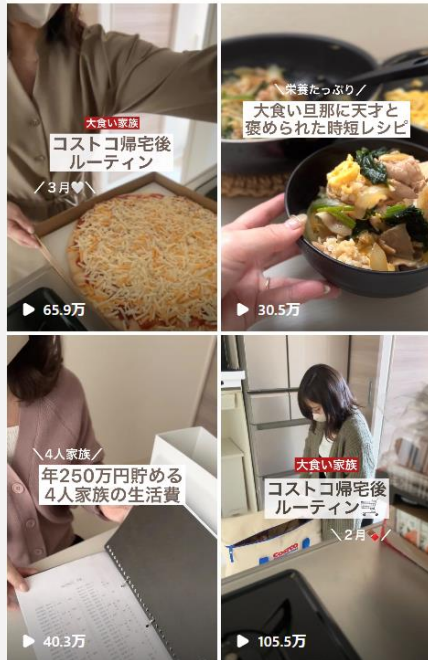 大食い家族
コストコ帰宅後
ルーティン
＼３月🤍／
65.9万
＼栄養たっぷり／
大食い旦那に天才と
褒められた時短レシピ
30.5万
＼4人家族／
年250万円貯める
4人家族の生活費
40.3万
大食い家族
コストコ帰宅後
ルーティン🛒
＼２月💝／
105.5万